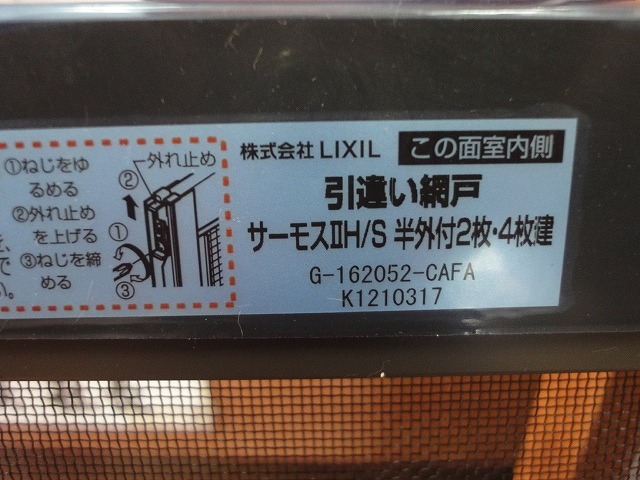 ①ねじをゆ
るめる
②外れ止め
を上げる
③ねじを締
める
外れ止め
②
①
③
株式会社 LIXIL
この面室内側
引違い網戸
サーモスⅡH/S 半外付2枚・4枚建
G-162052-CAFA
K1210317